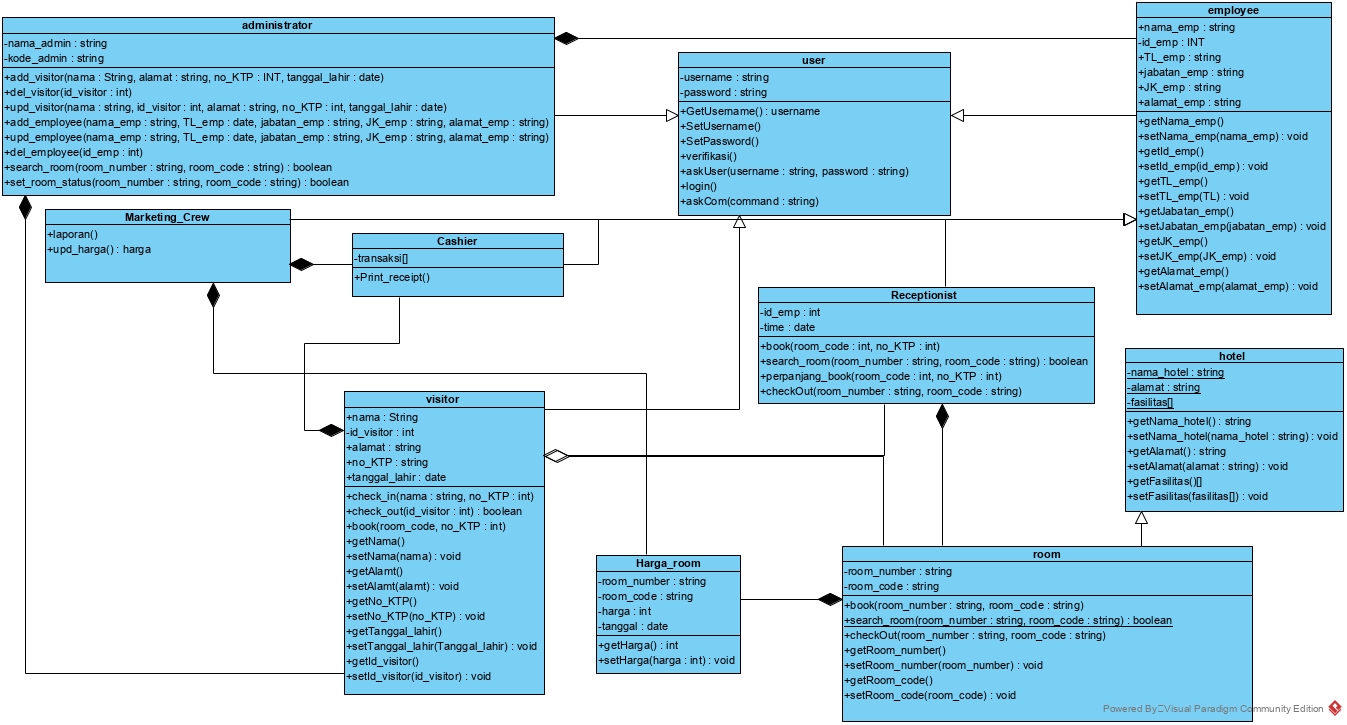 administrator
-nama_admin : string
-kode_admin : string
+add_visitor(nama : String, alamat : string, no_KTP : INT, tanggal_lahir : date)
+del_visitor(id_visitor : int)
+upd_visitor(nama : string, id_visitor : int, alamat : string, no_KTP : int, tanggal_lahir : date)
+add_employee(nama_emp : string, TL_emp : date, jabatan_emp : string, JK_emp : string, alamat_emp : string)
+upd_employee(nama_emp : string, TL_emp : date, jabatan_emp : string, JK_emp : string, alamat_emp : string)
+del_employee(id_emp : int)
+search_room(room_number : string, room_code : string) : boolean
+set_room_status(room_number : string, room_code : string) : boolean
user
-username : string
-password : string
+GetUsename() : username
+SetUsername()
+SetPassword()
+verifikasi()
+askUser(username : string, password : string)
+login()
+askCom(command : string)
employee
+nama_emp : string
-id_emp : INT
+TL_emp : string
+jabatan_emp : string
+JK_emp : string
+alamat_emp : string
+getNama_emp()
+setNama_emp(nama_emp) : void
+getId_emp()
+setId_emp(id_emp) : void
+getTL_emp()
+setTL_emp(TL) : void
+getJabatan_emp()
+setJabatan_emp(jabatan_emp) : void
+getJK_emp()
+setJK_emp(JK_emp) : void
+getAlamat_emp()
+setAlamat_emp(alamat_emp) : void
Marketing_Crew
+laporan()
+upd_harga() : harga
Cashier
-transaksi[]
+Print_receipt()
Receptionist
-id_emp : int
-time : date
+book(room_code : int, no_KTP : int)
+search_room(room_number : string, room_code : string) : boolean
+perpanjang_book(room_code : int, no_KTP : int)
+checkOut(room_number : string, room_code : string)
hotel
-nama_hotel : string
-alamat : string
-fasilitas[]
+getNama_hotel() : string
+setNama_hotel(nama_hotel : string) : void
+getAlamat() : string
+setAlamat(alamat : string) : void
+getFasilitas()[]
+setFasilitas(fasilitas[]) : void
visitor
+nama : String
-id_visitor : int
+alamat : string
+no_KTP : string
+tanggal_lahir : date
+check_in(nama : string, no_KTP : int)
+check_out(id_visitor : int) : boolean
+book(room_code, no_KTP : int)
+getNama()
+setNama(nama) : void
+getAlamt()
+setAlamt(alamt) : void
+getNo_KTP()
+setNo_KTP(no_KTP) : void
+getTanggal_lahir()
+setTanggal_lahir(Tanggal_lahir) : void
+getId_visitor()
+setId_visitor(id_visitor) : void
Harga_room
-room_number : string
-room_code : string
-harga : int
-tanggal : date
+getHarga() : int
+setHarga(harga : int) : void
room
-room_number : string
-room_code : string
+book(room_number : string, room_code : string)
+search_room(room_number : string, room_code : string) : boolean
+checkOut(room_number : string, room_code : string)
+getRoom_number()
+setRoom_number(room_number) : void
+getRoom_code()
+setRoom_code(room_code) : void
Powered By Visual Paradigm Community Edition